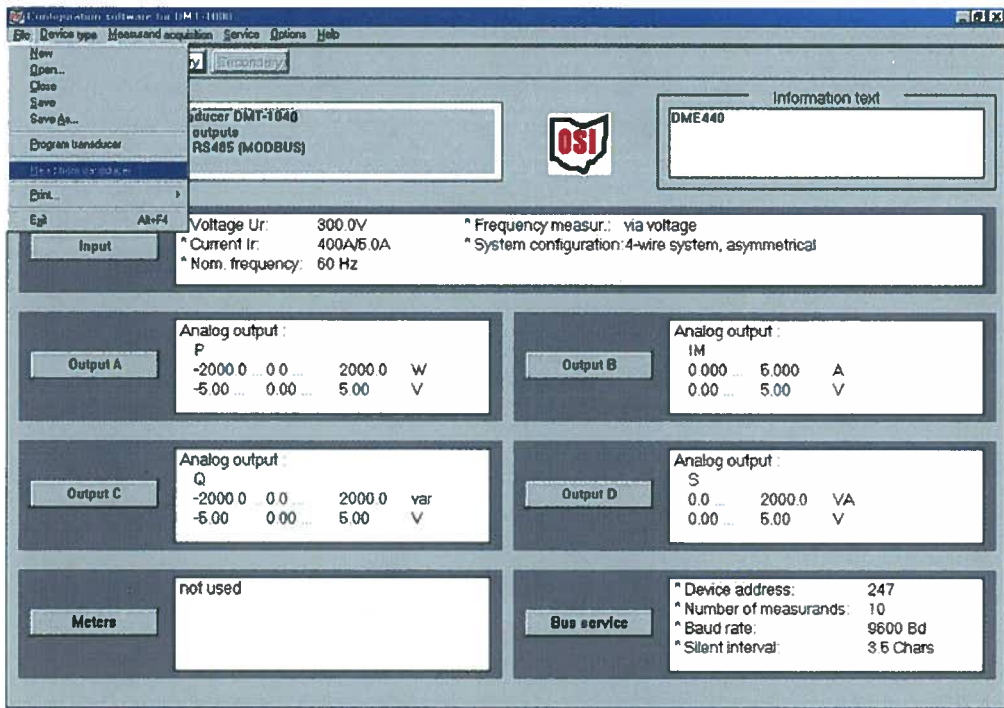 Configuration software for DMT-1040
File Device type Measurand acquisition Service Options Help
New
Open...
Close
Save
Save As...
Program transducer
Read from transducer
Print...
Exit Alt+F4
Secondary
ducer DMT-1040
outputs
RS485 (MODBUS)
OSI
Information text
DME440
Input
Voltage Ur: 300.0V
* Current Ir: 400A/5.0A
* Nom. frequency: 60 Hz
* Frequency measur.: via voltage
* System configuration: 4-wire system, asymmetrical
Output A
Analog output :
P
-2000.0 ... 0.0 ... 2000.0 W
-5.00 ... 0.00 ... 5.00 V
Output B
Analog output :
IM
0.000 ... 5.000 A
0.00 ... 5.00 V
Output C
Analog output :
Q
-2000.0 ... 0.0 ... 2000.0 var
-5.00 0.00 ... 5.00 V
Output D
Analog output :
S
0.0 ... 2000.0 VA
0.00 ... 5.00 V
Meters
not used
Bus service
* Device address: 247
* Number of measurands: 10
* Baud rate: 9600 Bd
* Silent interval: 3.5 Chars